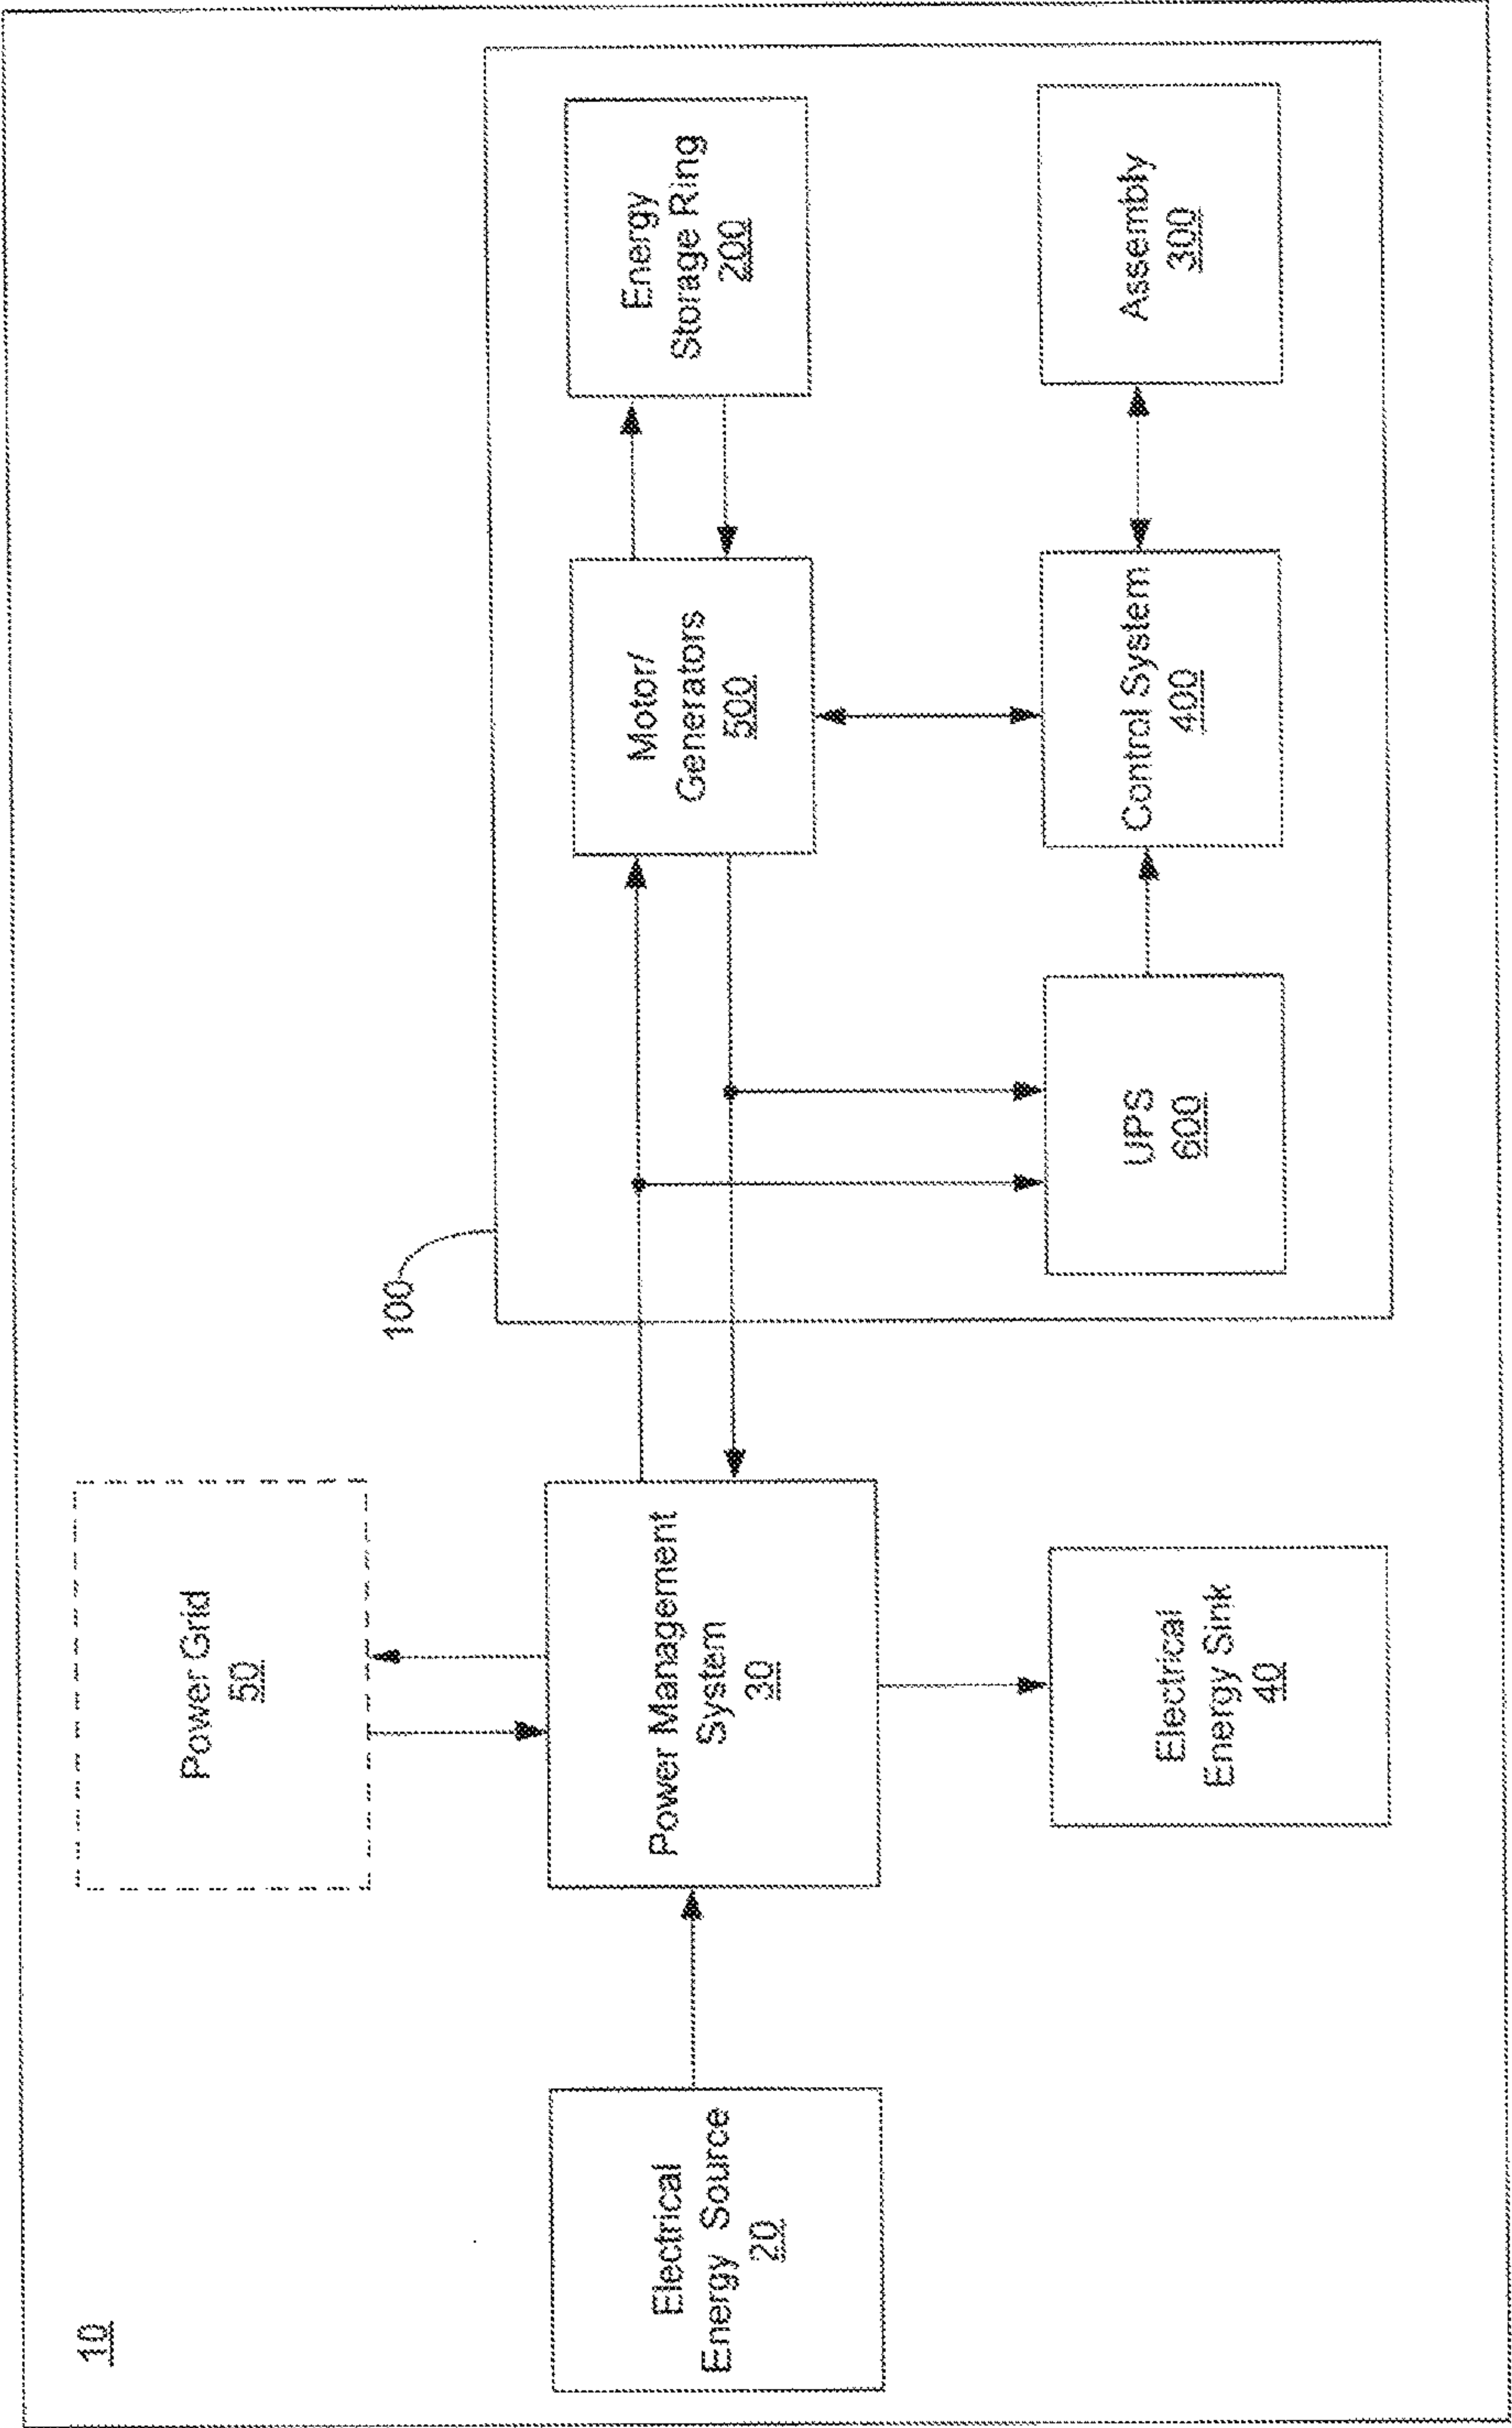 10
Power Grid
50
100
Electrical
Energy Source
20
Power Management
System
30
Motor/
Generators
500
Energy
Storage Ring
200
Electrical
Energy Sink
40
UPS
600
Control System
400
Assembly
300